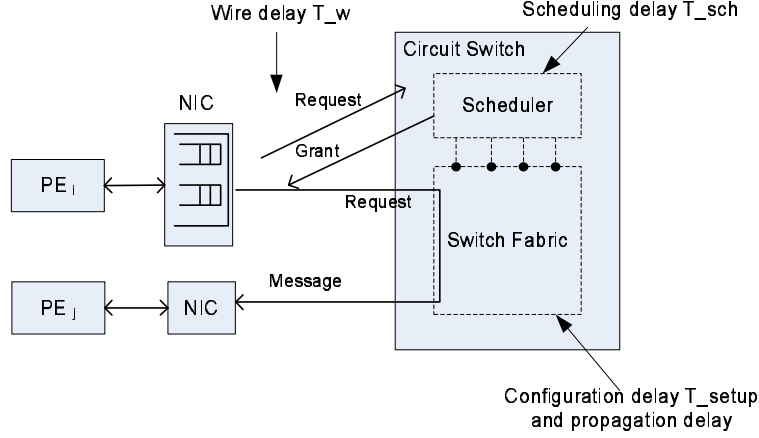 Wire delay T_w
Scheduling delay T_sch
Circuit Switch
NIC
Request
Scheduler
Grant
PE i
Request
Switch Fabric
Message
PE j
NIC
Configuration delay T_setup
and propagation delay